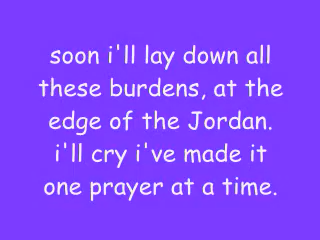 soon i'll lay down all
these burdens, at the
edge of the Jordan.
i'll cry i've made it
one prayer at a time.